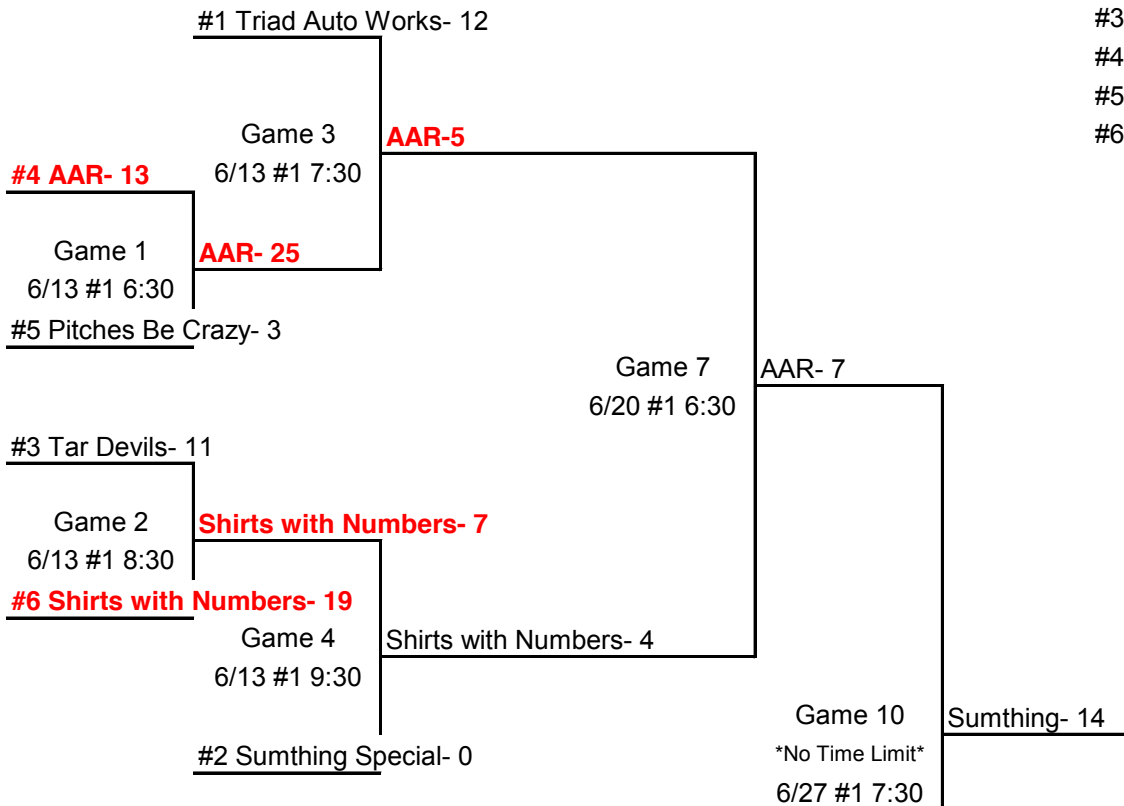 #1 Triad Auto Works- 12
#3
#4
#5
#6
Game 3
6/13 #1 7:30
AAR-5
#4 AAR- 13
Game 1
6/13 #1 6:30
AAR- 25
#5 Pitches Be Crazy- 3
Game 7
6/20 #1 6:30
AAR- 7
#3 Tar Devils- 11
Game 2
6/13 #1 8:30
Shirts with Numbers- 7
#6 Shirts with Numbers- 19
Game 4
6/13 #1 9:30
Shirts with Numbers- 4
#2 Sumthing Special- 0
Game 10
*No Time Limit*
6/27 #1 7:30
Sumthing- 14